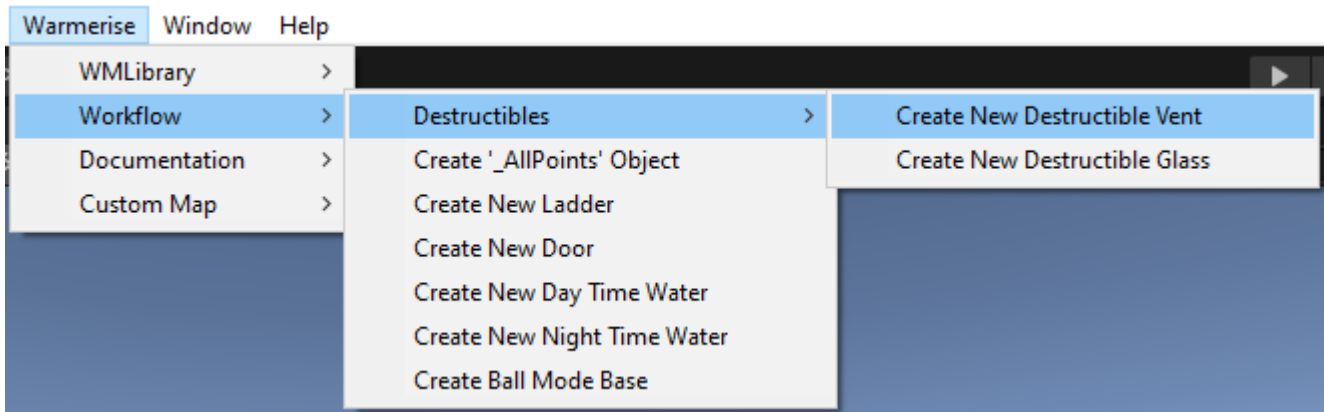 Warmerise Window Help
WMLibrary
Workflow
Documentation
Custom Map
Destructibles
Create '_AllPoints' Object
Create New Ladder
Create New Door
Create New Day Time Water
Create New Night Time Water
Create Ball Mode Base
Create New Destructible Vent
Create New Destructible Glass